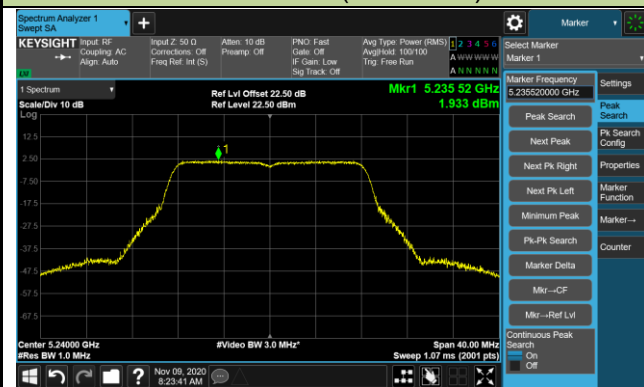 Spectrum Analyzer 1
Swept SA
+
Marker
KEYSIGHT
Input: RF
Coupling: AC
Align: Auto
Input Z: 50 Ω
Corrections: Off
Freq Ref: Int (S)
Atten: 10 dB
Preamp: Off
PNO: Fast
Gate: Off
IF Gain: Low
Sig Track: Off
Avg Type: Power (RMS)
Avg|Hold: 100/100
Trig: Free Run
1 2 3 4 5 6
A W W W W W
A N N N N N
Select Marker
Marker 1
LXI
1 Spectrum
Scale/Div 10 dB
Log
Ref Lvl Offset 22.50 dB
Ref Level 22.50 dBm
Mkr1 5.235 52 GHz
1.933 dBm
12.5
2.50
-7.50
-17.5
-27.5
-37.5
-47.5
-57.5
-67.5
1
Center 5.24000 GHz
#Res BW 1.0 MHz
#Video BW 3.0 MHz*
Span 40.00 MHz
Sweep 1.07 ms (2001 pts)
Marker Frequency
5.235520000 GHz
Peak Search
Next Peak
Next Pk Right
Next Pk Left
Minimum Peak
Pk-Pk Search
Marker Delta
Mkr→CF
Mkr→Ref Lvl
Continuous Peak
Search
On
Off
Settings
Peak
Search
Pk Search
Config
Properties
Marker
Function
Marker→
Counter
?
Nov 09, 2020
8:23:41 AM